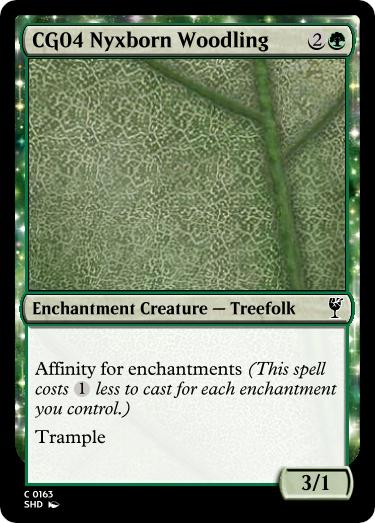 CG04 Nyxborn Woodling 2
Enchantment Creature — Treefolk
Affinity for enchantments (This spell
costs 1 less to cast for each enchantment
you control.)
Trample
3/1
C 0163
SHD